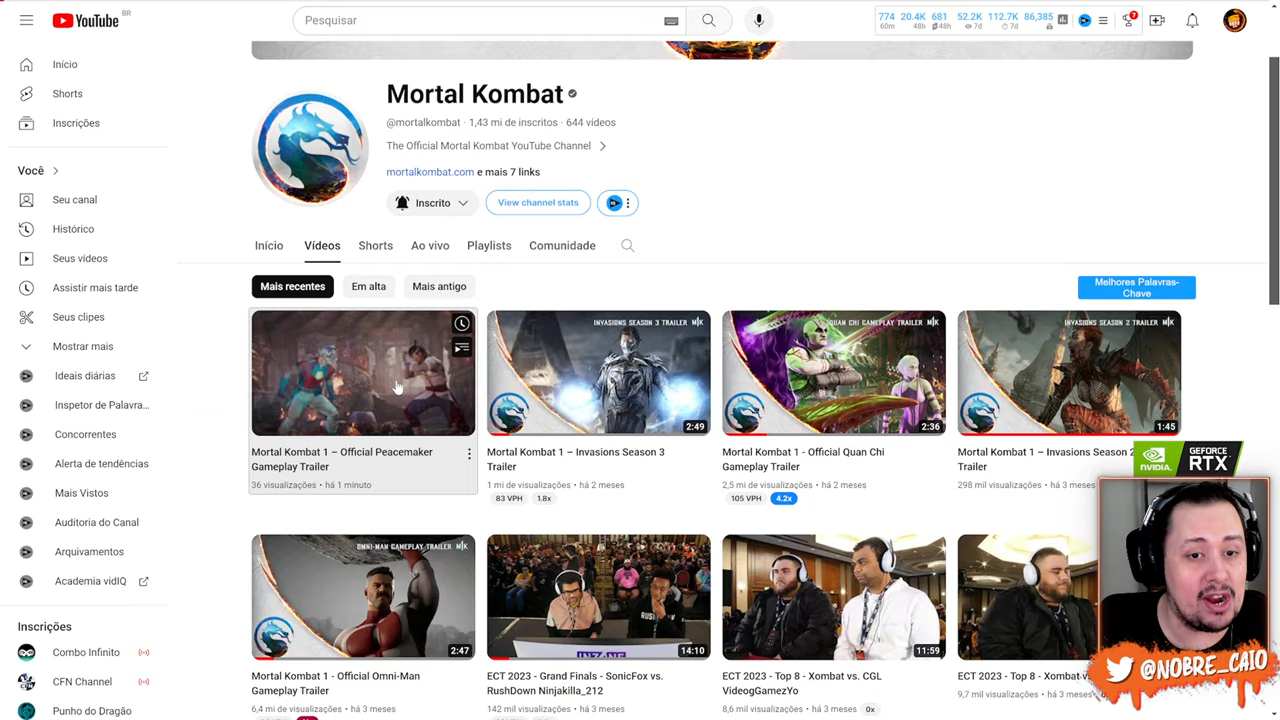 YouTube BR
Pesquisar
774 20.4K 681 52.2K 112.7K 86,385
60m 48h 48h 7d 7d
7
Início
Shorts
Inscrições
Você
Seu canal
Histórico
Seus vídeos
Assistir mais tarde
Seus clipes
Mostrar mais
Ideais diárias
Inspetor de Palavra...
Concorrentes
Alerta de tendências
Mais Vistos
Auditoria do Canal
Arquivamentos
Academia vidIQ
Inscrições
Combo Infinito
CFN Channel
Punho do Dragão
Mortal Kombat
@mortalkombat · 1,43 mi de inscritos · 644 vídeos
The Official Mortal Kombat YouTube Channel
mortalkombat.com e mais 7 links
Inscrito
View channel stats
Início Vídeos Shorts Ao vivo Playlists Comunidade
Mais recentes Em alta Mais antigo
Melhores Palavras-
Chave
Mortal Kombat 1 – Official Peacemaker
Gameplay Trailer
36 visualizações · há 1 minuto
INVASIONS SEASON 3 TRAILER
2:49
Mortal Kombat 1 – Invasions Season 3
Trailer
1 mi de visualizações · há 2 meses
83 VPH 1.8x
QUAN CHI GAMEPLAY TRAILER
2:36
Mortal Kombat 1 - Official Quan Chi
Gameplay Trailer
2,5 mi de visualizações · há 2 meses
105 VPH 4.2x
INVASIONS SEASON 2 TRAILER
1:45
Mortal Kombat 1 – Invasions Season 2
Trailer
298 mil visualizações · há 3 meses
OMNI-MAN GAMEPLAY TRAILER
2:47
Mortal Kombat 1 - Official Omni-Man
Gameplay Trailer
6,4 mi de visualizações · há 3 meses
14:10
ECT 2023 - Grand Finals - SonicFox vs.
RushDown Ninjakilla_212
142 mil visualizações · há 3 meses
11:59
ECT 2023 - Top 8 - Xombat vs. CGL
VideogGamezYo
8,6 mil visualizações · há 3 meses 0x
ECT 2023 - Top 8 - Xombat
9,7 mil visualizações · há 3 meses
NVIDIA
GEFORCE
RTX
@NOBRE_CAIO